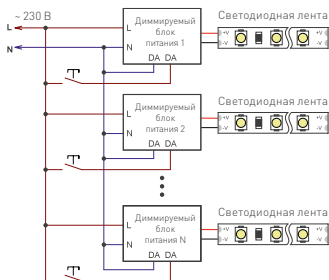 ~ 230 В
L
N
L
N
Диммируемый
блок
питания 1
DA DA
Светодиодная лента
+V
-V
+V
-V
L
N
Диммируемый
блок
питания 2
DA DA
Светодиодная лента
+V
-V
+V
-V
L
N
Диммируемый
блок
питания N
DA DA
Светодиодная лента
+V
-V
+V
-V